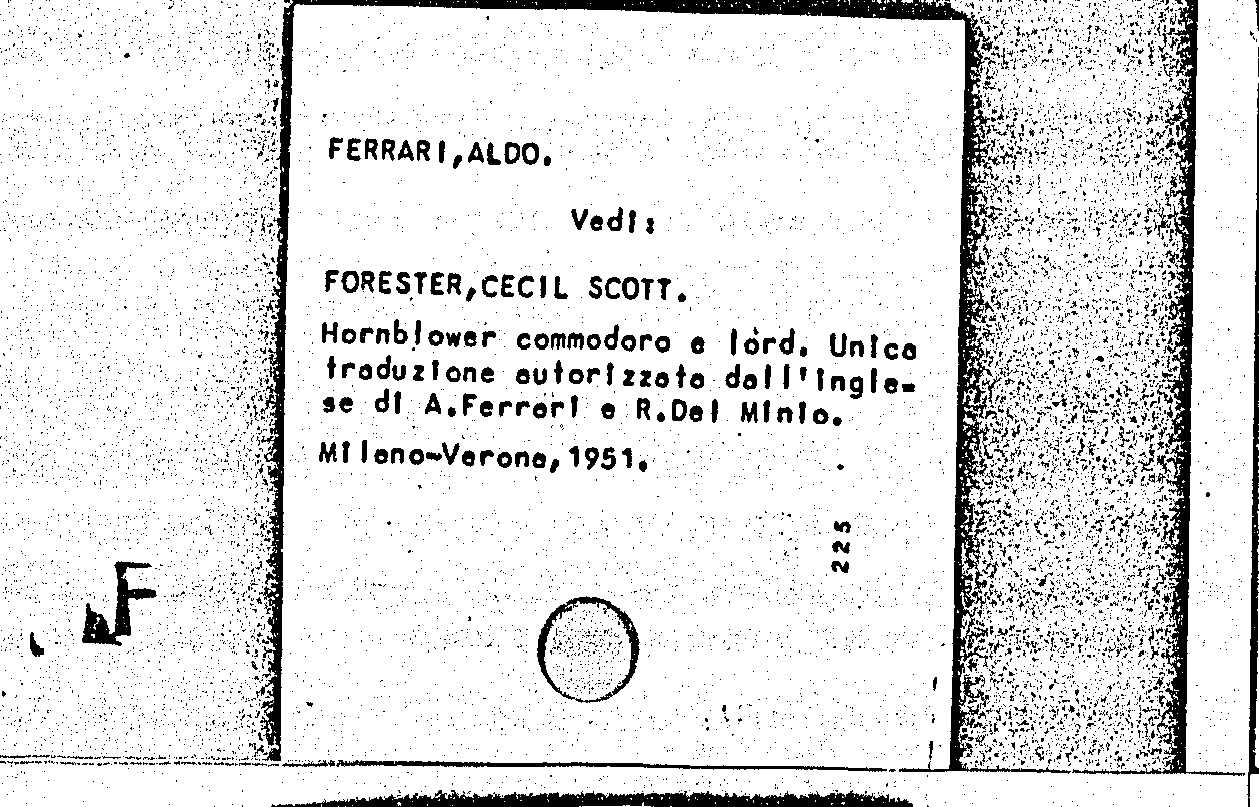 FERRARI,ALDO.
Vedi:
FORESTER,CECIL SCOTT.
Hornblower commodoro e lord. Unica
traduzione autorizzata dall'ingle-
se di A.Ferrari e R.Del Minio.
Milano-Verona,1951.
225
F